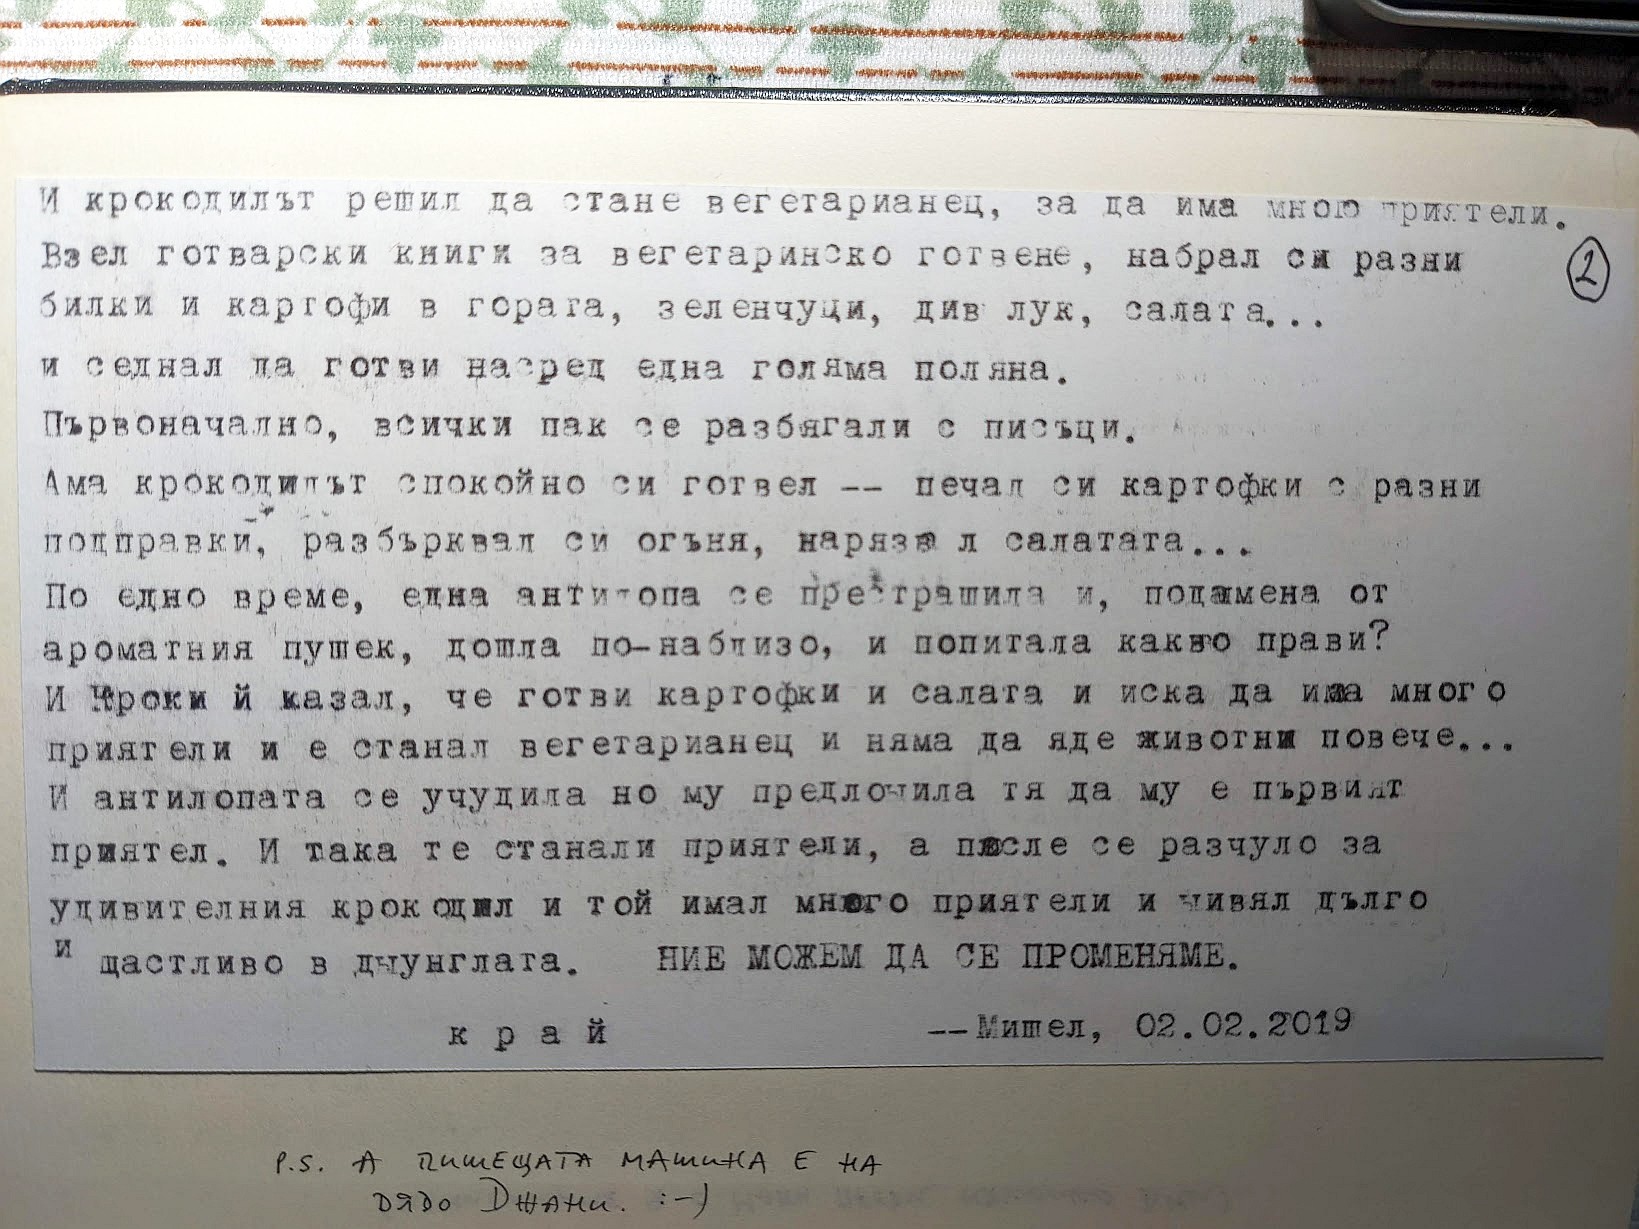 И крокодилът решил да стане вегетарианец, за да има много приятели.
Взел готварски книги за вегетаринско готвене, набрал си разни
2
билки и картофи в гората, зеленчуци, див лук, салата...
и седнал да готви насред една голяма поляна.
Първоначално, всички пак се разбягали с писъци.
Ама крокодилът спокойно си готвел -- печал си картофки с разни
подправки, разбърквал си огъня, нарязал салатата...
По едно време, една антилопа се престрашила и, подмамена от
ароматния пушек, дошла по-наблизо, и попитала какво прави?
И Кроки й казал, че готви картофки и салата и иска да има много
приятели и е станал вегетарианец и няма да яде животни повече...
И антилопата се учудила но му предложила тя да му е първият
приятел. И така те станали приятели, а после се разчуло за
удивителния крокодил и той имал много приятели и живял дълго
и щастливо в джунглата. НИЕ МОЖЕМ ДА СЕ ПРОМЕНЯМЕ.
край --Мишел, 02.02.2019
P.S. А ПИШЕЩАТА МАШИНА Е НА
ДЯДО ДЖАНИ. :-)